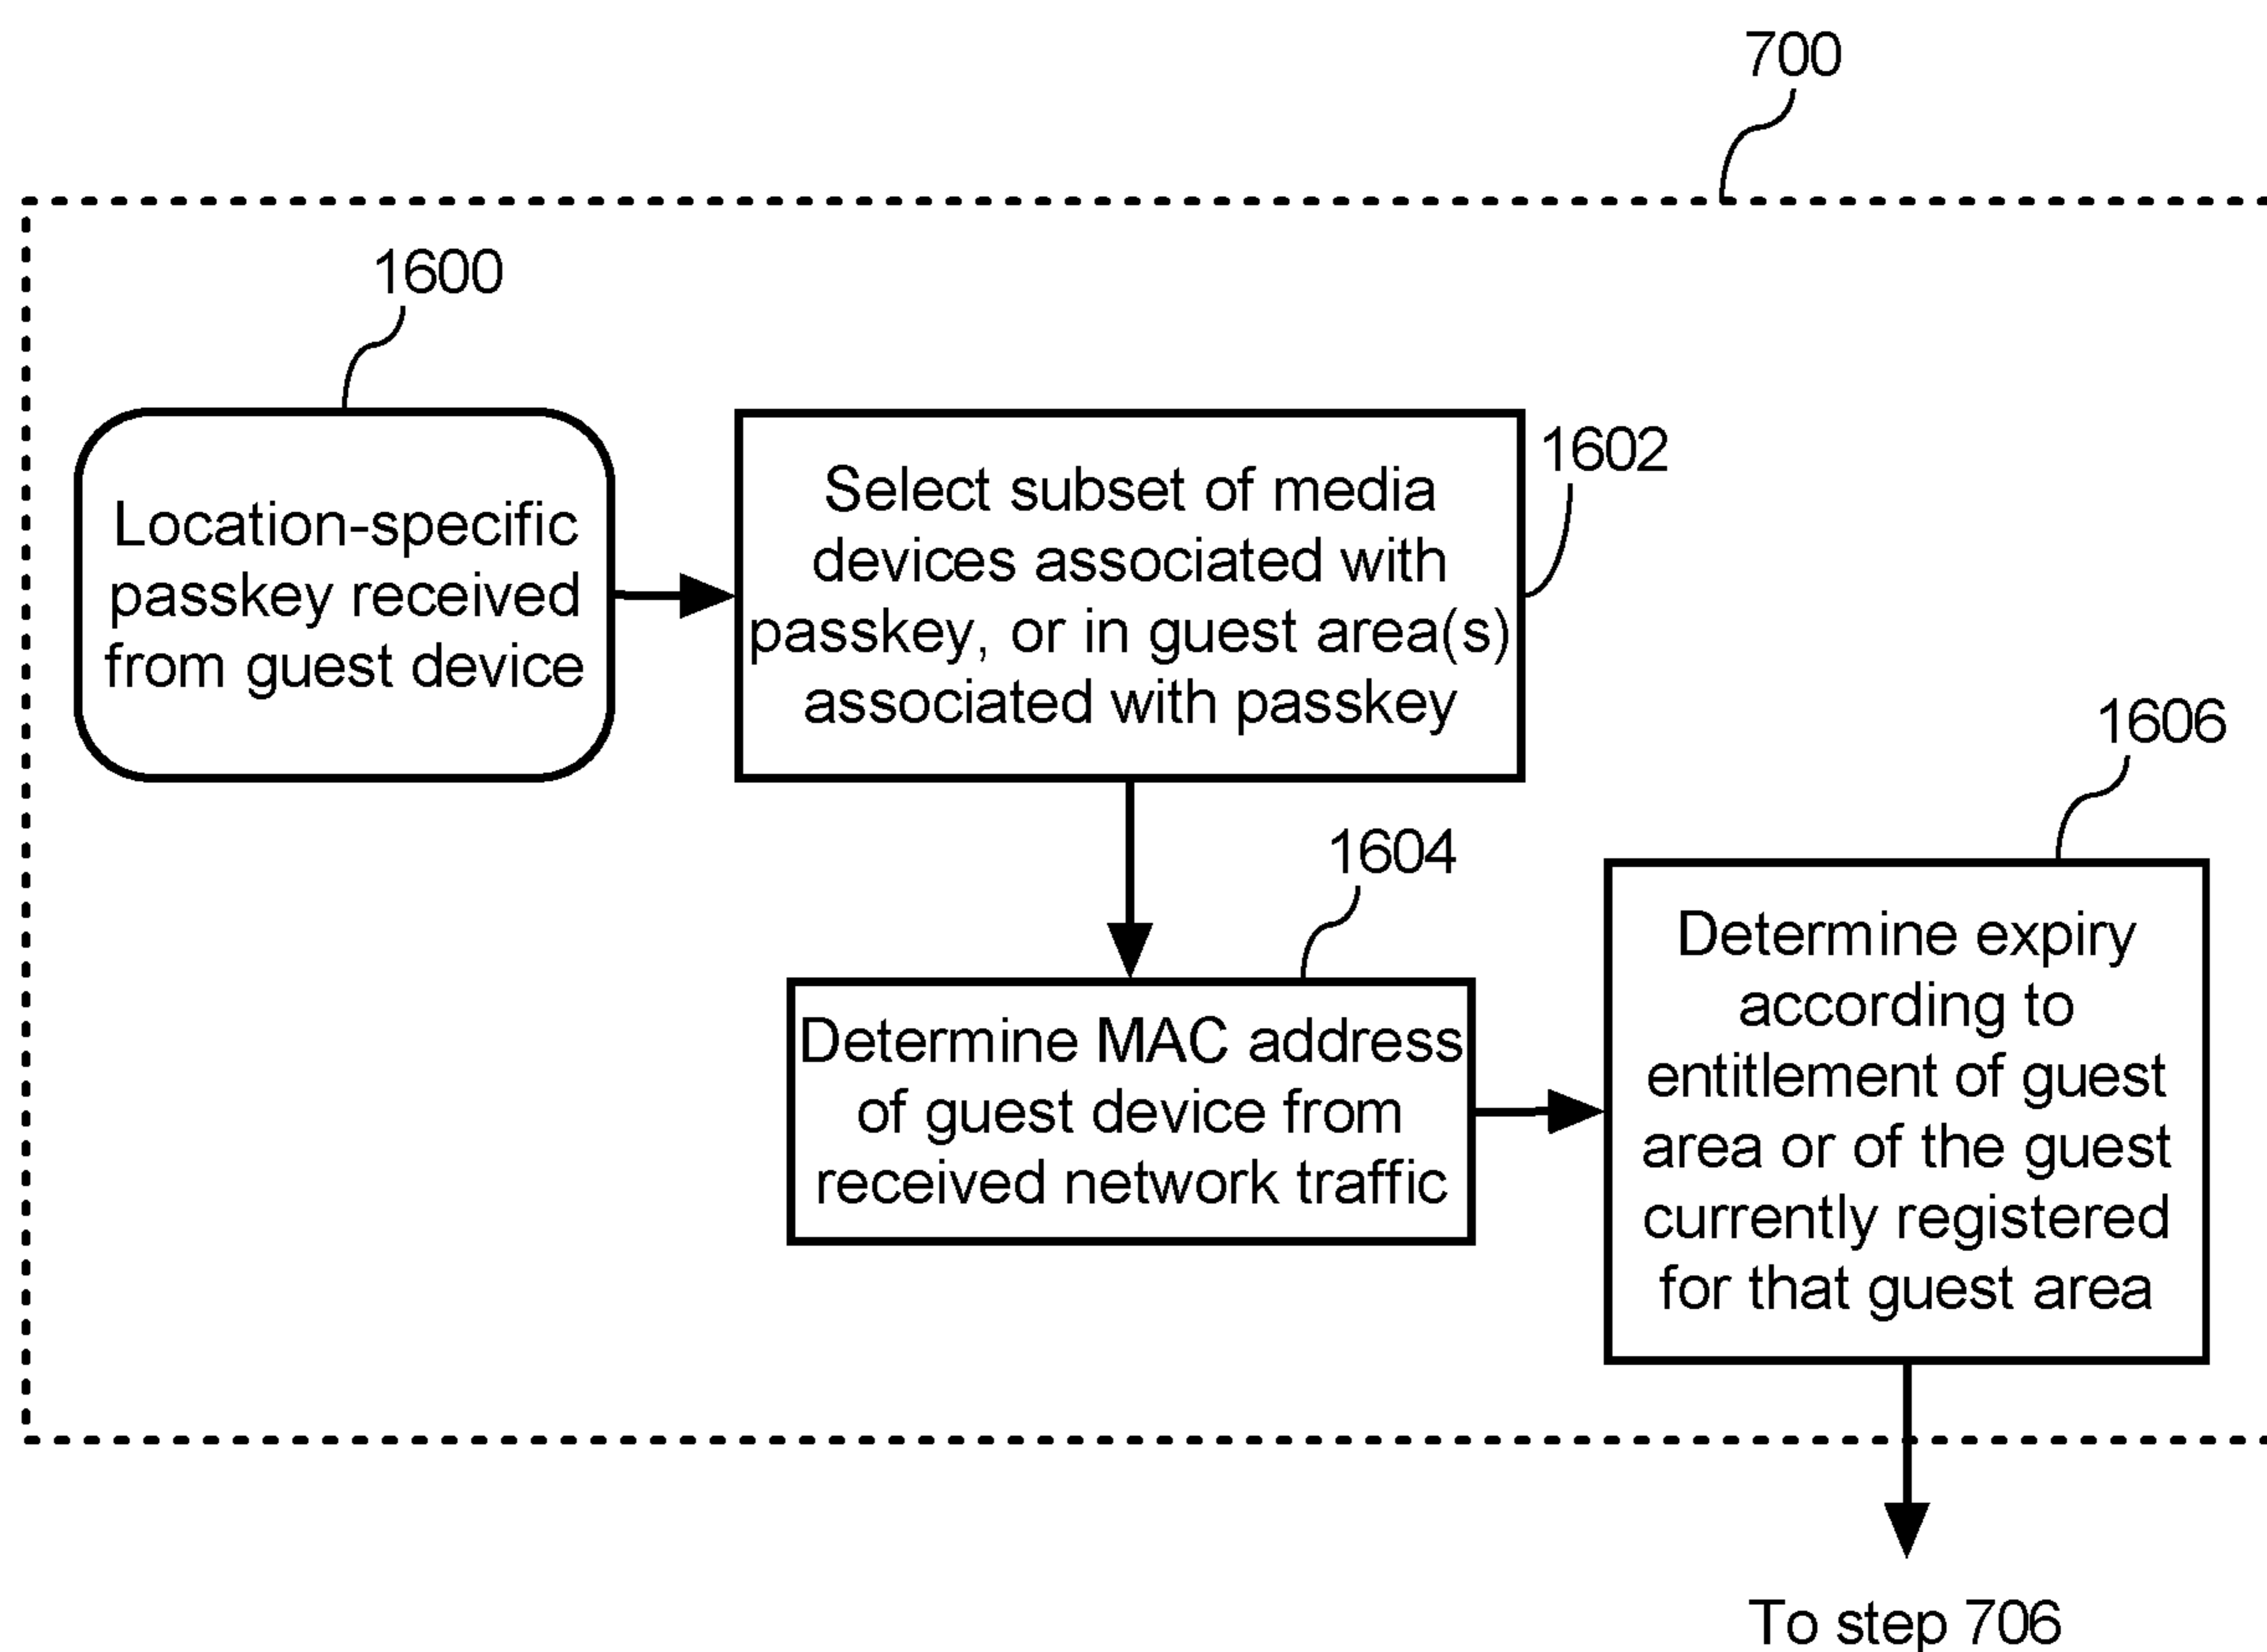 700
1600
Location-specific
passkey received
from guest device
1602
Select subset of media
devices associated with
passkey, or in guest area(s)
associated with passkey
1604
Determine MAC address
of guest device from
received network traffic
1606
Determine expiry
according to
entitlement of guest
area or of the guest
currently registered
for that guest area
To step 706